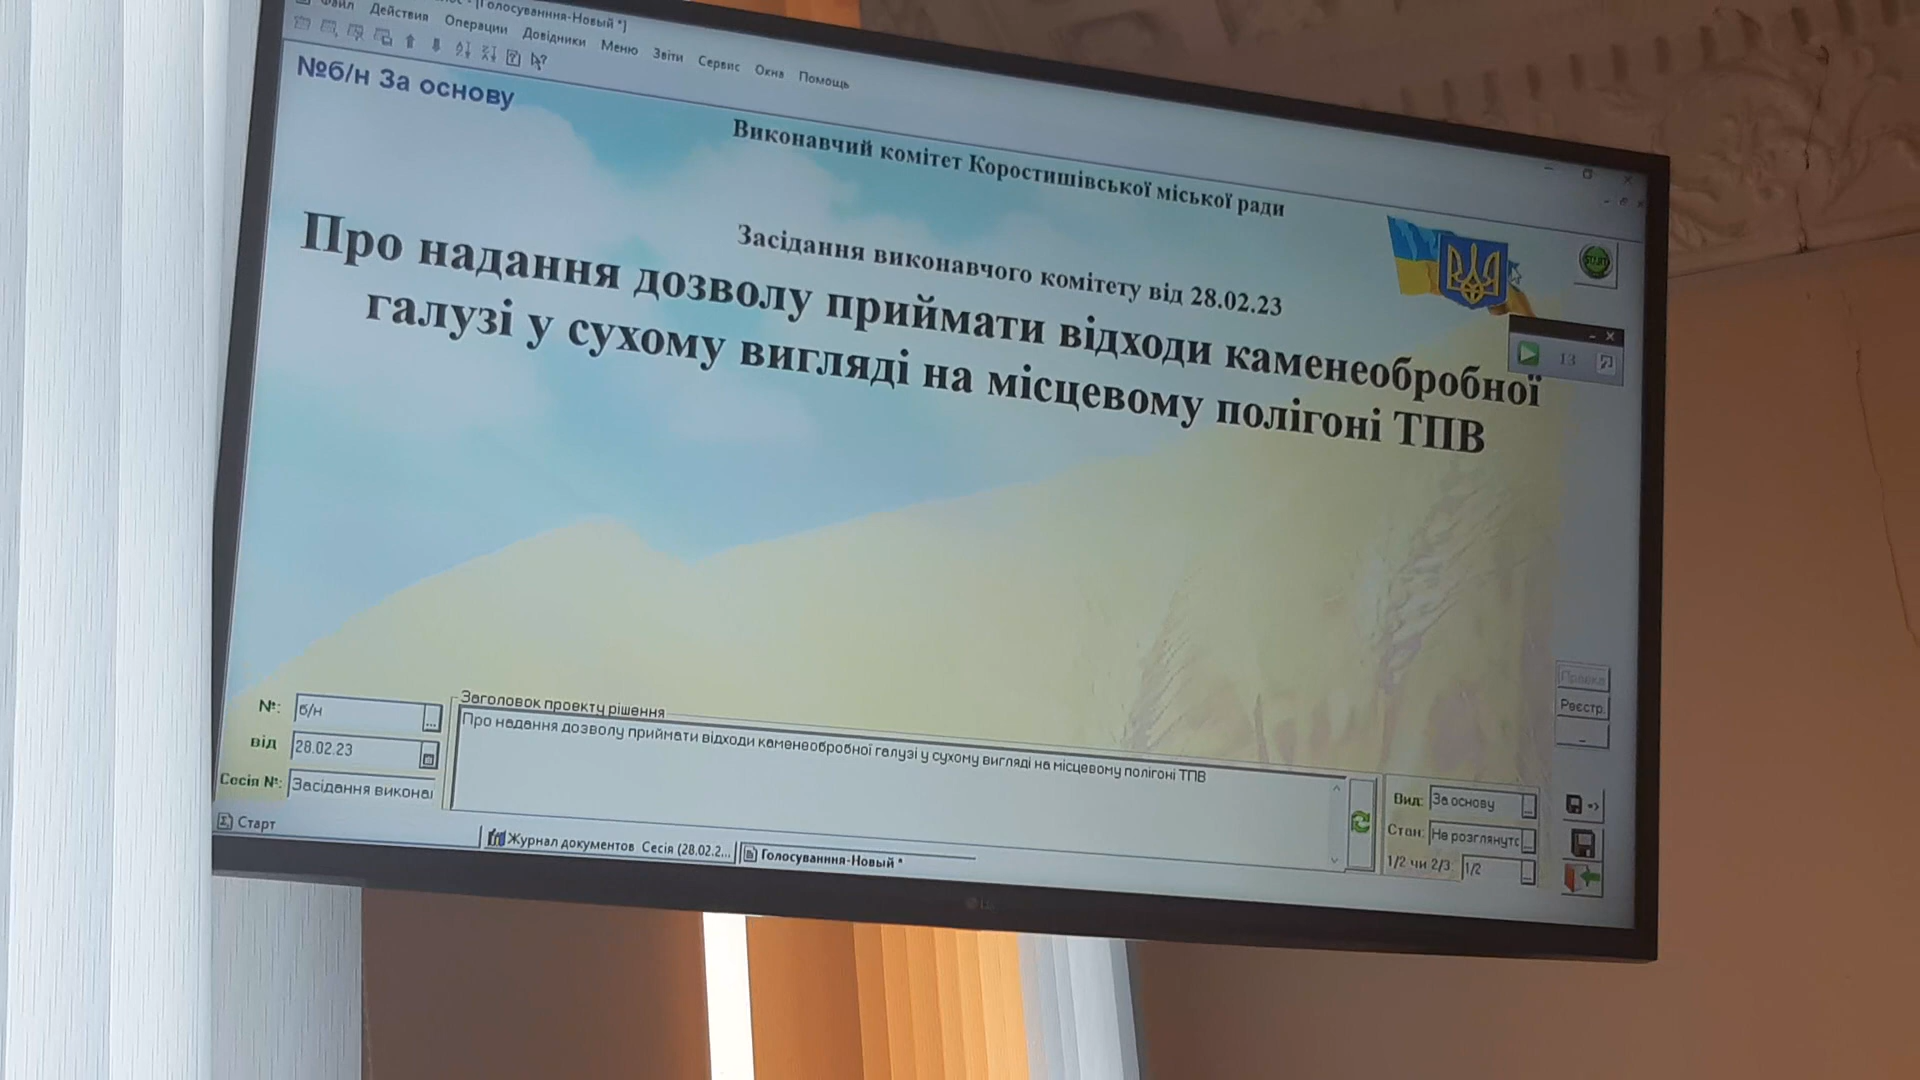 [Голосуванння-Новый *]
Файл Действия Операции Довідники Меню Звіти Сервис Окна Помощь
№б/н За основу
Виконавчий комітет Коростишівської міської ради
Засідання виконавчого комітету від 28.02.23
Про надання дозволу приймати відходи каменеобробної
галузі у сухому вигляді на місцевому полігоні ТПВ
START
13
Правка
Реєстр.
№: б/н
від 28.02.23
Сесія №: Засідання викона
Заголовок проекту рішення
Про надання дозволу приймати відходи каменеобробної галузі у сухому вигляді на місцевому полігоні ТПВ
Вид: За основу
Стан: Не розглянуто
1/2 чи 2/3 1/2
Старт
Журнал документов Сесія (28.02.2...
Голосуванння-Новый *
LG